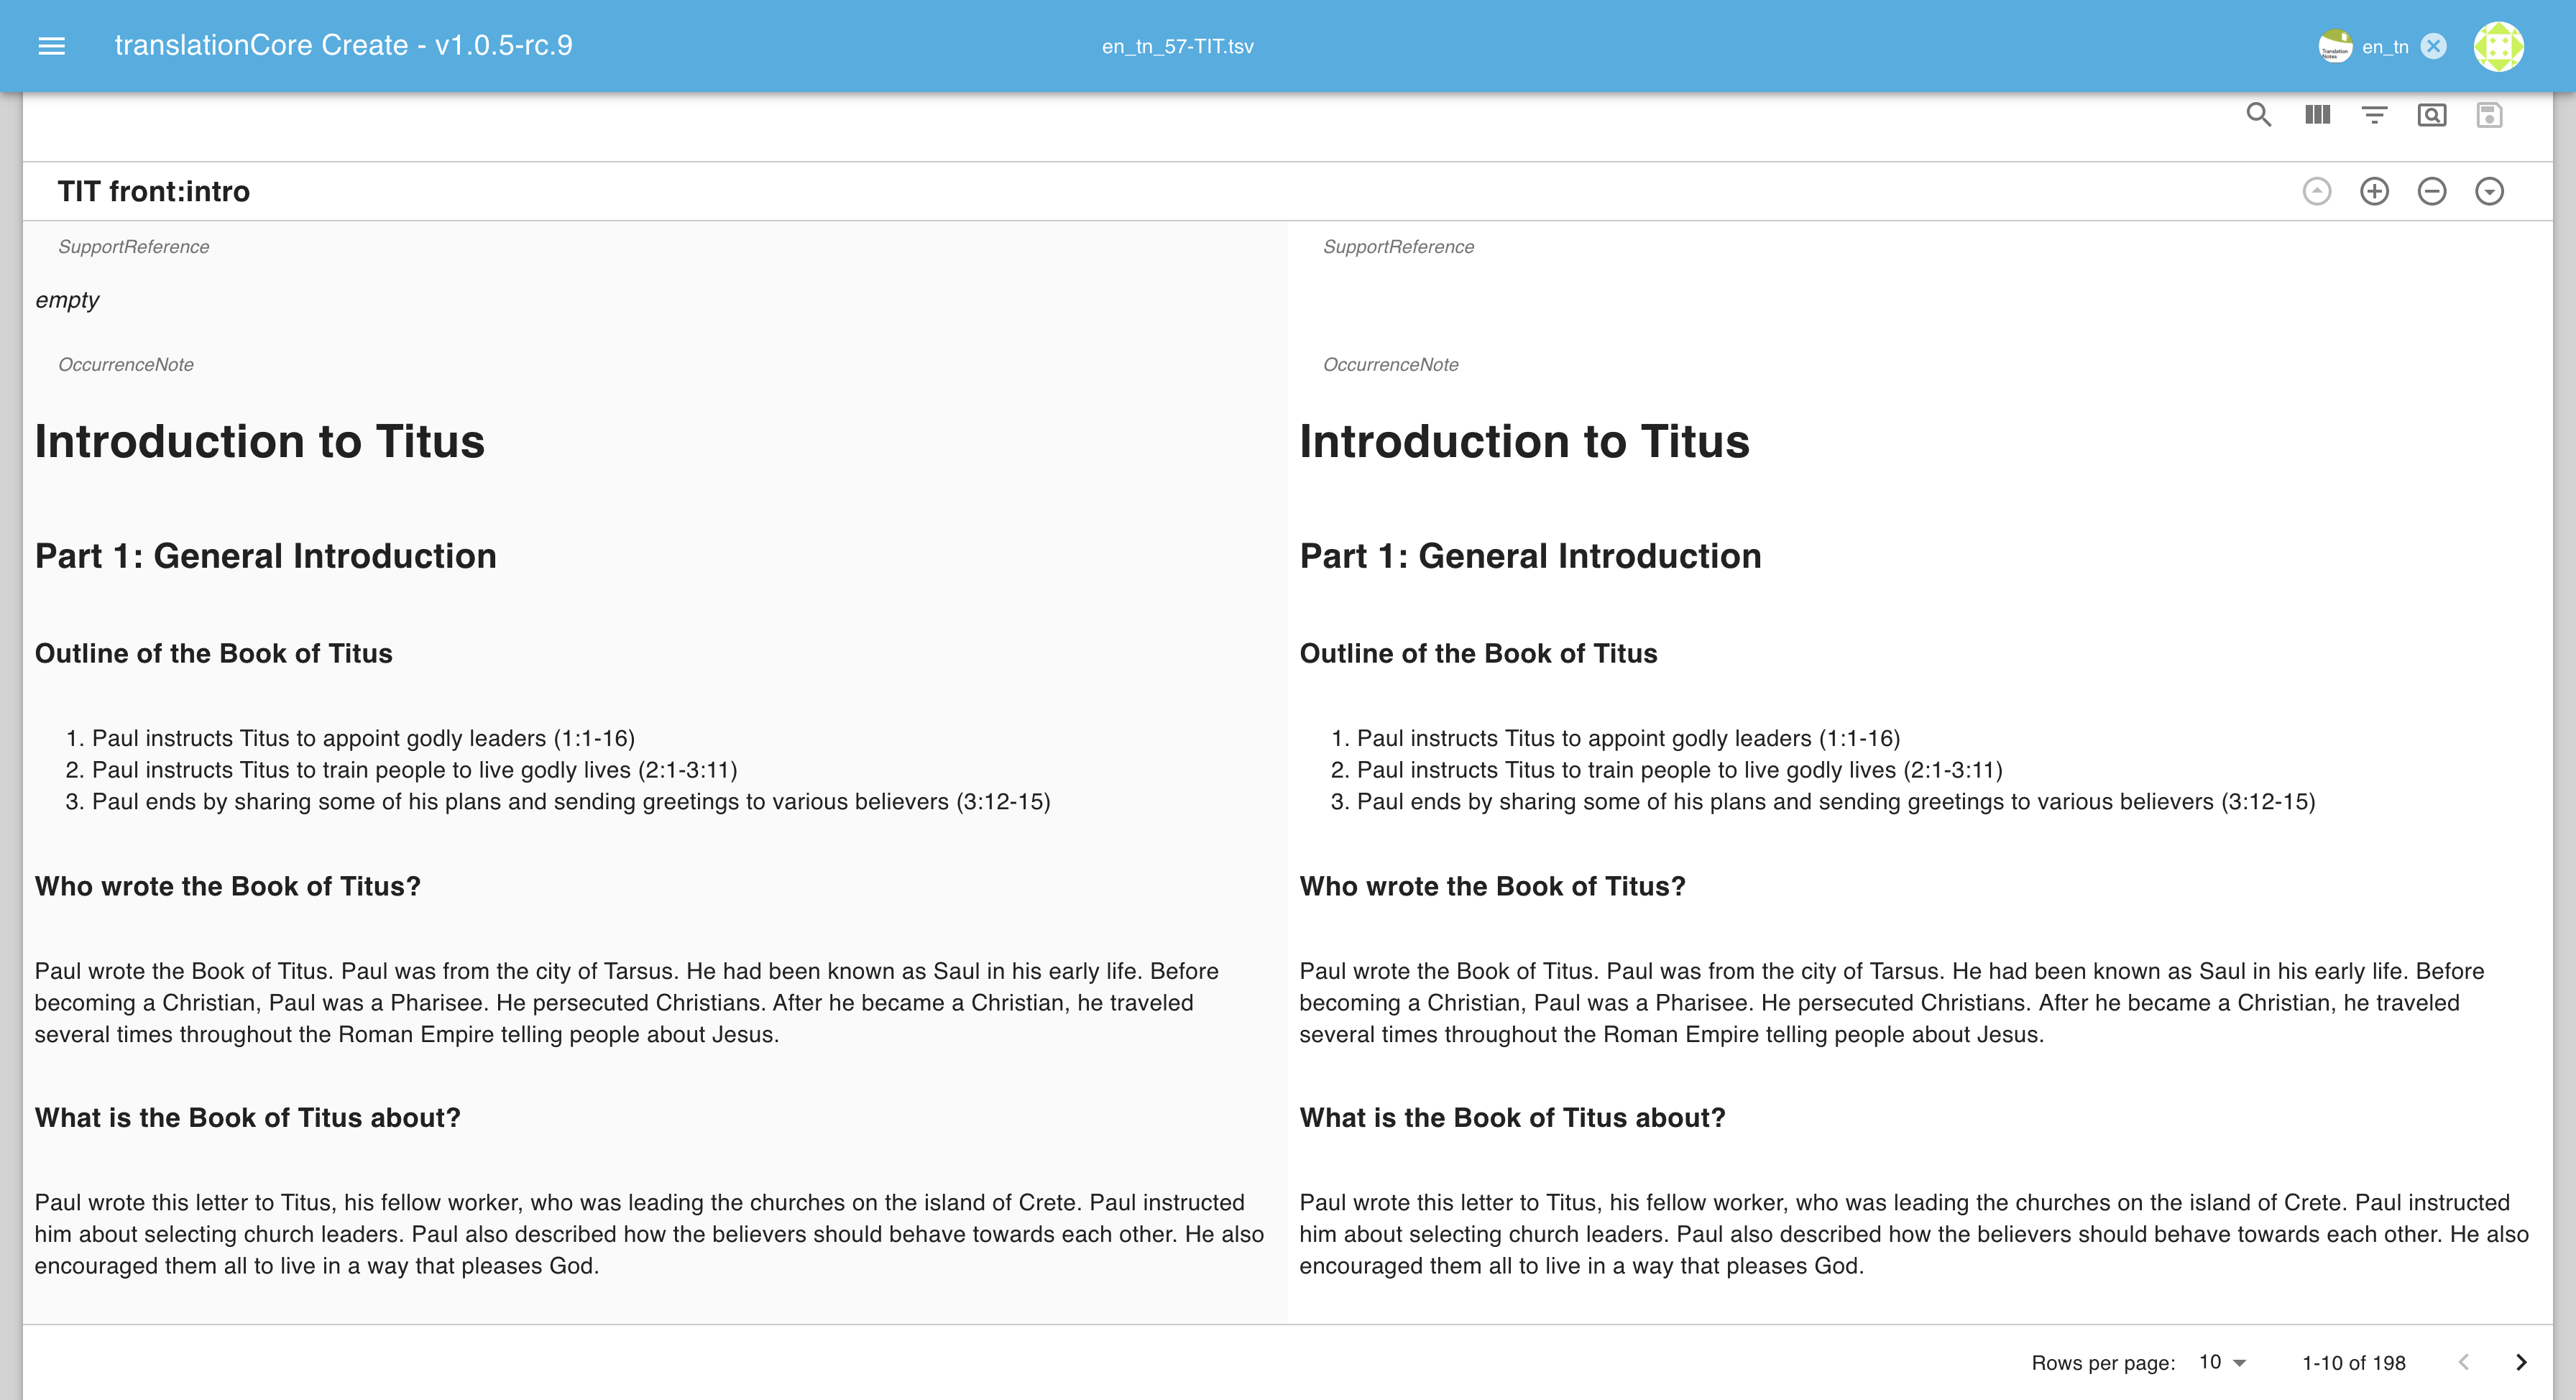 translationCore Create - v1.0.5-rc.9
en_tn_57-TIT.tsv
Translation
Notes
en_tn
TIT front:intro
SupportReference
empty
OccurrenceNote
Introduction to Titus
Part 1: General Introduction
Outline of the Book of Titus
1. Paul instructs Titus to appoint godly leaders (1:1-16)
2. Paul instructs Titus to train people to live godly lives (2:1-3:11)
3. Paul ends by sharing some of his plans and sending greetings to various believers (3:12-15)
Who wrote the Book of Titus?
Paul wrote the Book of Titus. Paul was from the city of Tarsus. He had been known as Saul in his early life. Before
becoming a Christian, Paul was a Pharisee. He persecuted Christians. After he became a Christian, he traveled
several times throughout the Roman Empire telling people about Jesus.
What is the Book of Titus about?
Paul wrote this letter to Titus, his fellow worker, who was leading the churches on the island of Crete. Paul instructed
him about selecting church leaders. Paul also described how the believers should behave towards each other. He also
encouraged them all to live in a way that pleases God.
SupportReference
OccurrenceNote
Introduction to Titus
Part 1: General Introduction
Outline of the Book of Titus
1. Paul instructs Titus to appoint godly leaders (1:1-16)
2. Paul instructs Titus to train people to live godly lives (2:1-3:11)
3. Paul ends by sharing some of his plans and sending greetings to various believers (3:12-15)
Who wrote the Book of Titus?
Paul wrote the Book of Titus. Paul was from the city of Tarsus. He had been known as Saul in his early life. Before
becoming a Christian, Paul was a Pharisee. He persecuted Christians. After he became a Christian, he traveled
several times throughout the Roman Empire telling people about Jesus.
What is the Book of Titus about?
Paul wrote this letter to Titus, his fellow worker, who was leading the churches on the island of Crete. Paul instructed
him about selecting church leaders. Paul also described how the believers should behave towards each other. He also
encouraged them all to live in a way that pleases God.
Rows per page: 10 1-10 of 198